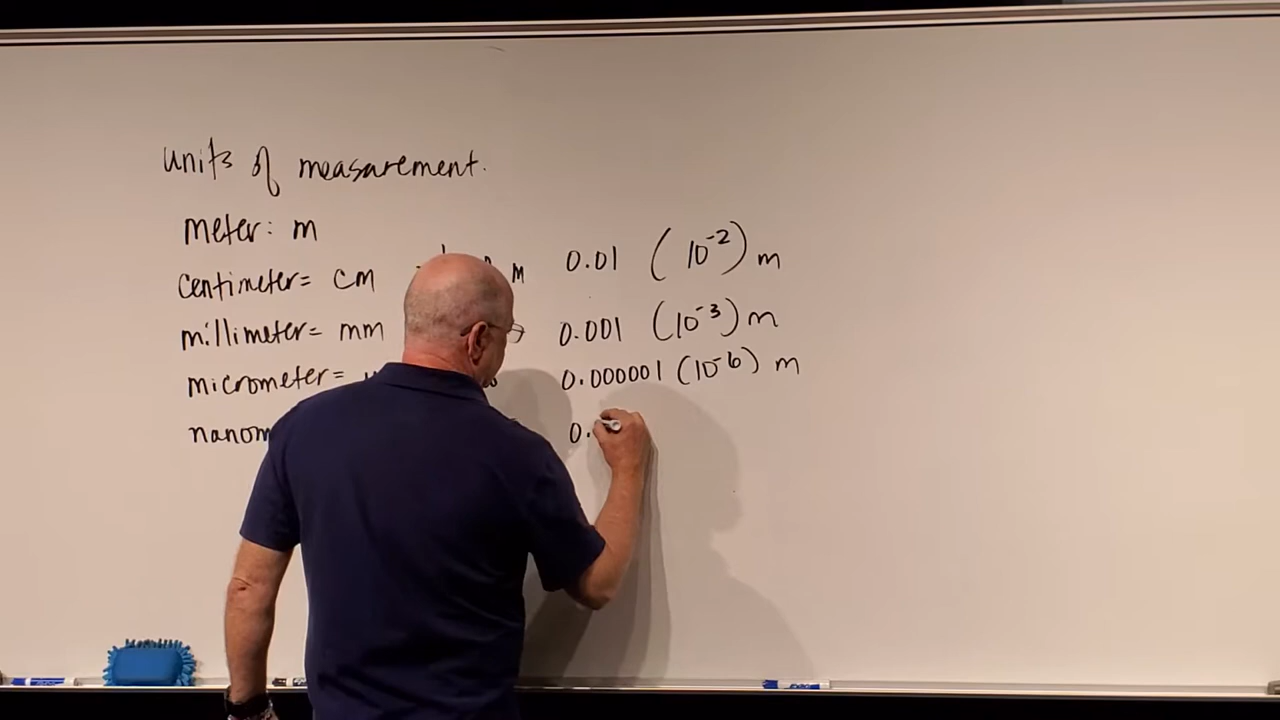 units of measurement.
meter: m
centimeter= cm m 0.01 (10⁻²) m
millimeter= mm 0.001 (10⁻³) m
micrometer= 0.000001 (10⁻⁶) m
0.